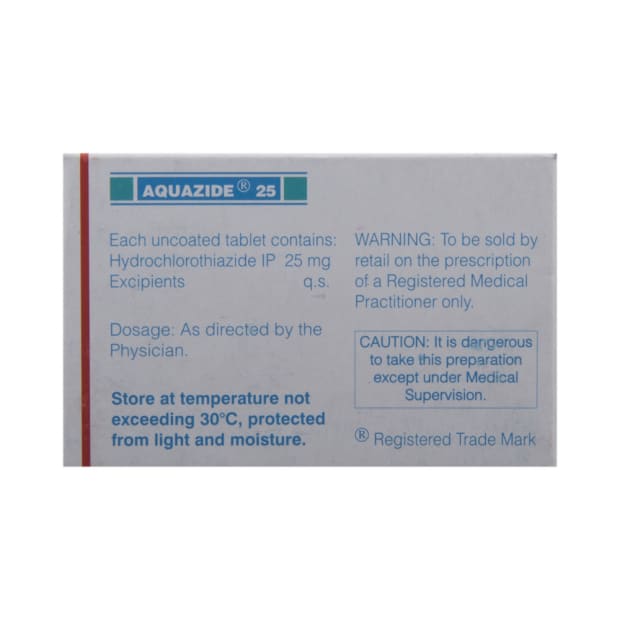 AQUAZIDE® 25
Each uncoated tablet contains:
Hydrochlorothiazide IP 25 mg
Excipients q.s.
Dosage: As directed by the
Physician.
Store at temperature not
exceeding 30°C, protected
from light and moisture.
WARNING: To be sold by
retail on the prescription
of a Registered Medical
Practitioner only.
CAUTION: It is dangerous
to take this preparation
except under Medical
Supervision.
® Registered Trade Mark